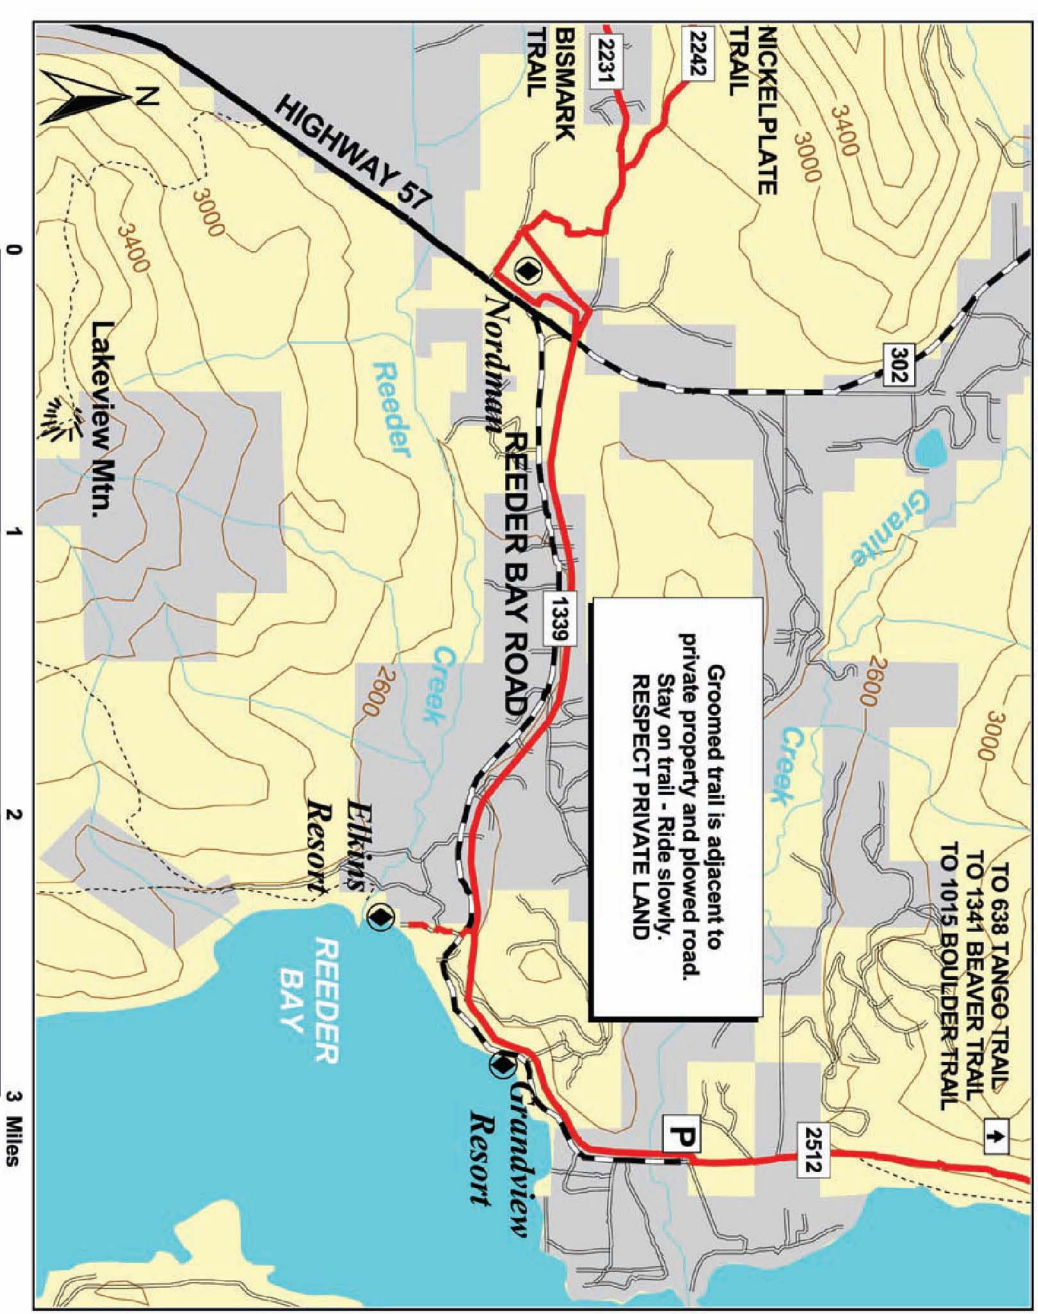 NICKELPLATE
TRAIL
2242
2231
BISMARK
TRAIL
3400
3000
N
HIGHWAY 57
3000
3400
Lakeview Mtn.
Nordman
302
Reeder
Creek
REEDER BAY ROAD
1339
Granite
Creek
2600
3000
2600
Groomed trail is adjacent to
private property and plowed road.
Stay on trail - Ride slowly.
RESPECT PRIVATE LAND
TO 638 TANGO TRAIL
TO 1341 BEAVER TRAIL
TO 1015 BOULDER TRAIL
2512
P
Elkins
Resort
REEDER
BAY
Grandview
Resort
0 1 2 3 Miles